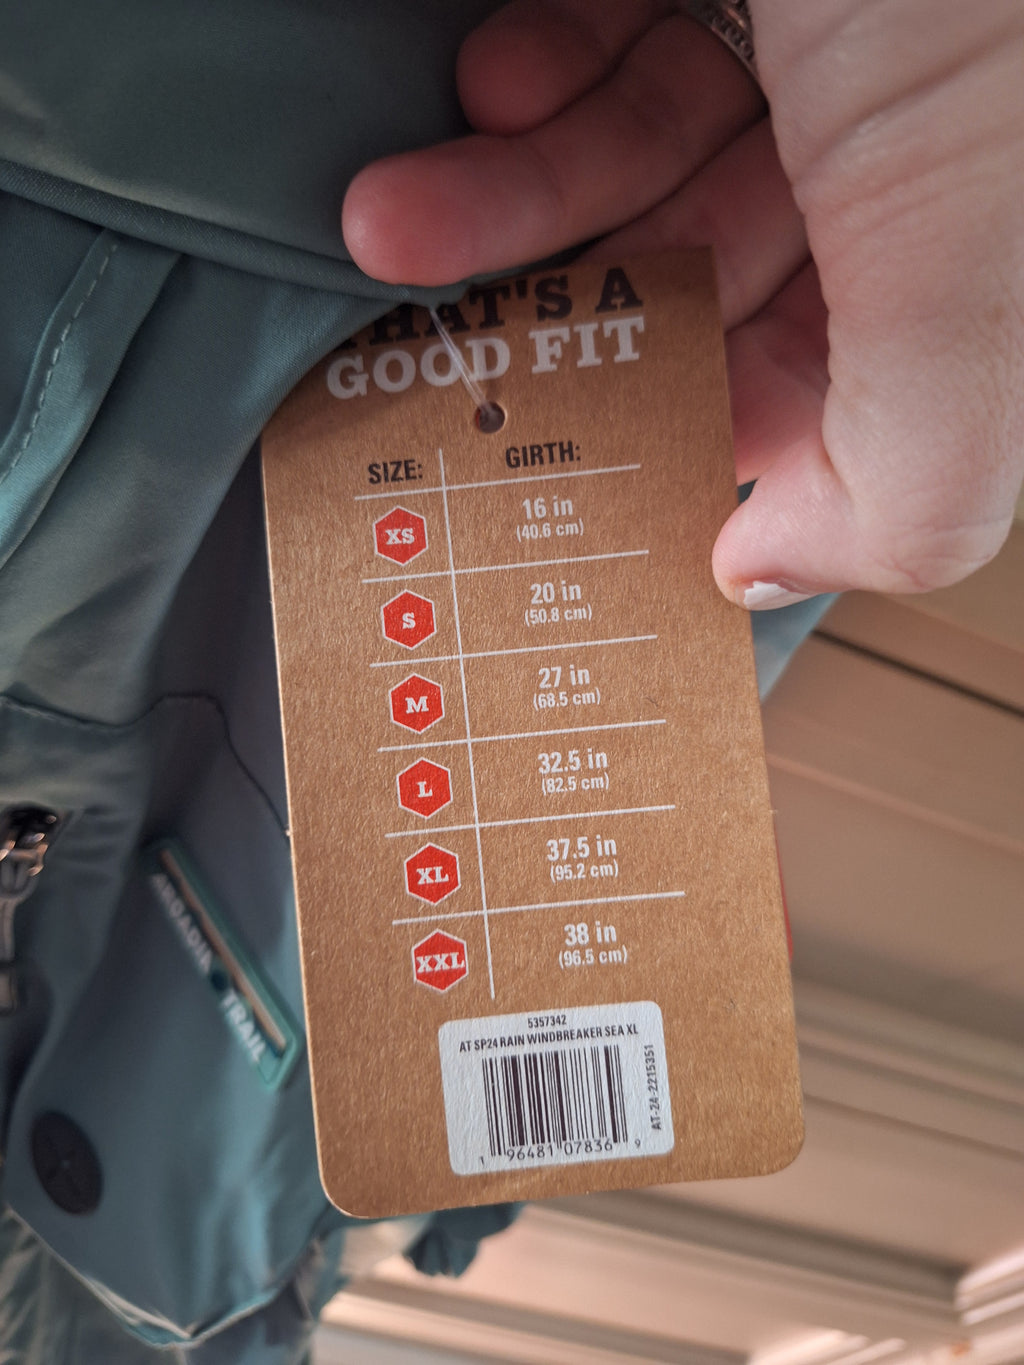 THAT'S A
GOOD FIT
SIZE: GIRTH:
XS 16 in
(40.6 cm)
S 20 in
(50.8 cm)
M 27 in
(68.5 cm)
L 32.5 in
(82.5 cm)
XL 37.5 in
(95.2 cm)
XXL 38 in
(96.5 cm)
5357342
AT SP24 RAIN WINDBREAKER SEA XL
1 96481 07836 9
AT-24-2215351
ARCADIA TRAIL